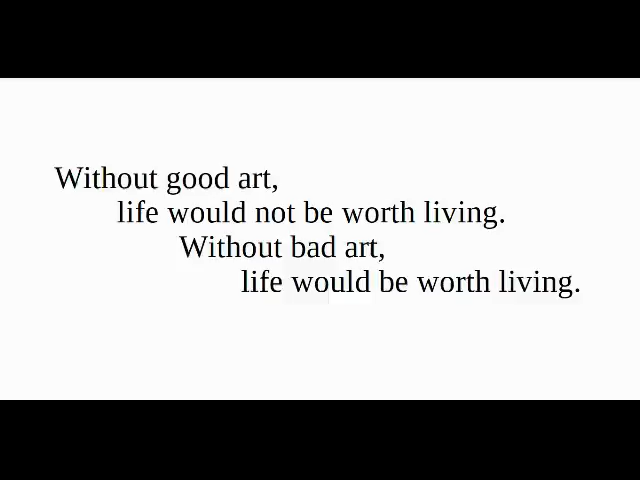 Without good art,
life would not be worth living.
Without bad art,
life would be worth living.